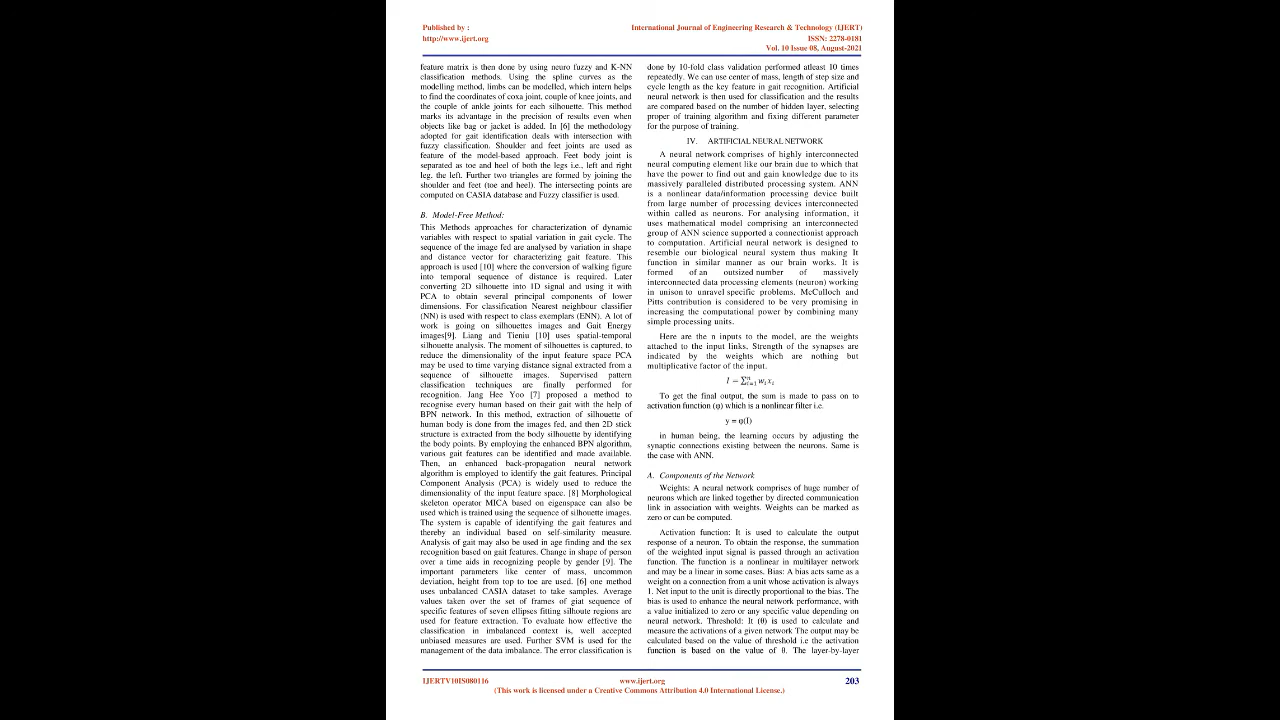 Published by :
International Journal of Engineering Research & Technology (IJERT)
http://www.ijert.org
ISSN: 2278-0181
Vol. 10 Issue 08, August-2021
feature matrix is then done by using neuro fuzzy and K-NN
classification methods. Using the spline curves as the
modelling method, limbs can be modelled, which intern helps
to find the coordinates of coxa joint, couple of knee joints, and
the couple of ankle joints for each silhouette. This method
marks its advantage in the precision of results even when
objects like bag or jacket is added. In [6] the methodology
adopted for gait identification deals with intersection with
fuzzy classification. Shoulder and feet joints are used as
feature of the model-based approach. Feet body joint is
separated as toe and heel of both the legs i.e., left and right
leg. the left. Further two triangles are formed by joining the
shoulder and feet (toe and heel). The intersecting points are
computed on CASIA database and Fuzzy classifier is used.
B. Model-Free Method:
This Methods approaches for characterization of dynamic
variables with respect to spatial variation in gait cycle. The
sequence of the image fed are analysed by variation in shape
and distance vector for characterizing gait feature. This
approach is used [10] where the conversion of walking figure
into temporal sequence of distance is required. Later
converting 2D silhouette into 1D signal and using it with
PCA to obtain several principal components of lower
dimensions. For classification Nearest neighbour classifier
(NN) is used with respect to class exemplars (ENN). A lot of
work is going on silhouettes images and Gait Energy
images[9]. Liang and Tieniu [10] uses spatial-temporal
silhouette analysis. The moment of silhouettes is captured, to
reduce the dimensionality of the input feature space PCA
may be used to time varying distance signal extracted from a
sequence of silhouette images. Supervised pattern
classification techniques are finally performed for
recognition. Jang Hee Yoo [7] proposed a method to
recognise every human based on their gait with the help of
BPN network. In this method, extraction of silhouette of
human body is done from the images fed, and then 2D stick
structure is extracted from the body silhouette by identifying
the body points. By employing the enhanced BPN algorithm,
various gait features can be identified and made available.
Then, an enhanced back-propagation neural network
algorithm is employed to identify the gait features. Principal
Component Analysis (PCA) is widely used to reduce the
dimensionality of the input feature space. [8] Morphological
skeleton operator MICA based on eigenspace can also be
used which is trained using the sequence of silhouette images.
The system is capable of identifying the gait features and
thereby an individual based on self-similarity measure.
Analysis of gait may also be used in age finding and the sex
recognition based on gait features. Change in shape of person
over a time aids in recognizing people by gender [9]. The
important parameters like center of mass, uncommon
deviation, height from top to toe are used. [6] one method
uses unbalanced CASIA dataset to take samples. Average
values taken over the set of frames of giat sequence of
specific features of seven ellipses fitting silhoute regions are
used for feature extraction. To evaluate how effective the
classification in imbalanced context is, well accepted
unbiased measures are used. Further SVM is used for the
management of the data imbalance. The error classification is
done by 10-fold class validation performed atleast 10 times
repeatedly. We can use center of mass, length of step size and
cycle length as the key feature in gait recognition. Artificial
neural network is then used for classification and the results
are compared based on the number of hidden layer, selecting
proper of training algorithm and fixing different parameter
for the purpose of training.
IV. ARTIFICIAL NEURAL NETWORK
A neural network comprises of highly interconnected
neural computing element like our brain due to which that
have the power to find out and gain knowledge due to its
massively paralleled distributed processing system. ANN
is a nonlinear data/information processing device built
from large number of processing devices interconnected
within called as neurons. For analysing information, it
uses mathematical model comprising an interconnected
group of ANN science supported a connectionist approach
to computation. Artificial neural network is designed to
resemble our biological neural system thus making It
function in similar manner as our brain works. It is
formed of an outsized number of massively
interconnected data processing elements (neuron) working
in unison to unravel specific problems. McCulloch and
Pitts contribution is considered to be very promising in
increasing the computational power by combining many
simple processing units.
Here are the n inputs to the model, are the weights
attached to the input links. Strength of the synapses are
indicated by the weights which are nothing but
multiplicative factor of the input.
I = ∑ⁿᵢ₌₁ wᵢ xᵢ
To get the final output, the sum is made to pass on to
activation function (φ) which is a nonlinear filter i.e.
y = φ(I)
in human being, the learning occurs by adjusting the
synaptic connections existing between the neurons. Same is
the case with ANN.
A. Components of the Network
Weights: A neural network comprises of huge number of
neurons which are linked together by directed communication
link in association with weights. Weights can be marked as
zero or can be computed.
Activation function: It is used to calculate the output
response of a neuron. To obtain the response, the summation
of the weighted input signal is passed through an activation
function. The function is a nonlinear in multilayer network
and may be a linear in some cases. Bias: A bias acts same as a
weight on a connection from a unit whose activation is always
1. Net input to the unit is directly proportional to the bias. The
bias is used to enhance the neural network performance, with
a value initialized to zero or any specific value depending on
neural network. Threshold: It (θ) is used to calculate and
measure the activations of a given network The output may be
calculated based on the value of threshold i.e the activation
function is based on the value of θ. The layer-by-layer
IJERTV10IS080116
www.ijert.org
203
(This work is licensed under a Creative Commons Attribution 4.0 International License.)